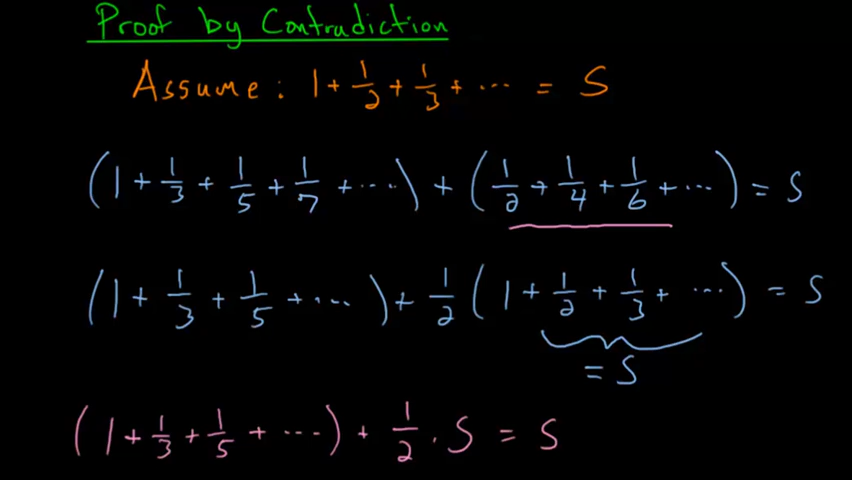 Proof by Contradiction
Assume: 1 + 1/2 + 1/3 + ... = S
(1 + 1/3 + 1/5 + 1/7 + ...) + (1/2 + 1/4 + 1/6 + ...) = S
(1 + 1/3 + 1/5 + ...) + 1/2 (1 + 1/2 + 1/3 + ...) = S
= S
(1 + 1/3 + 1/5 + ...) + 1/2 · S = S